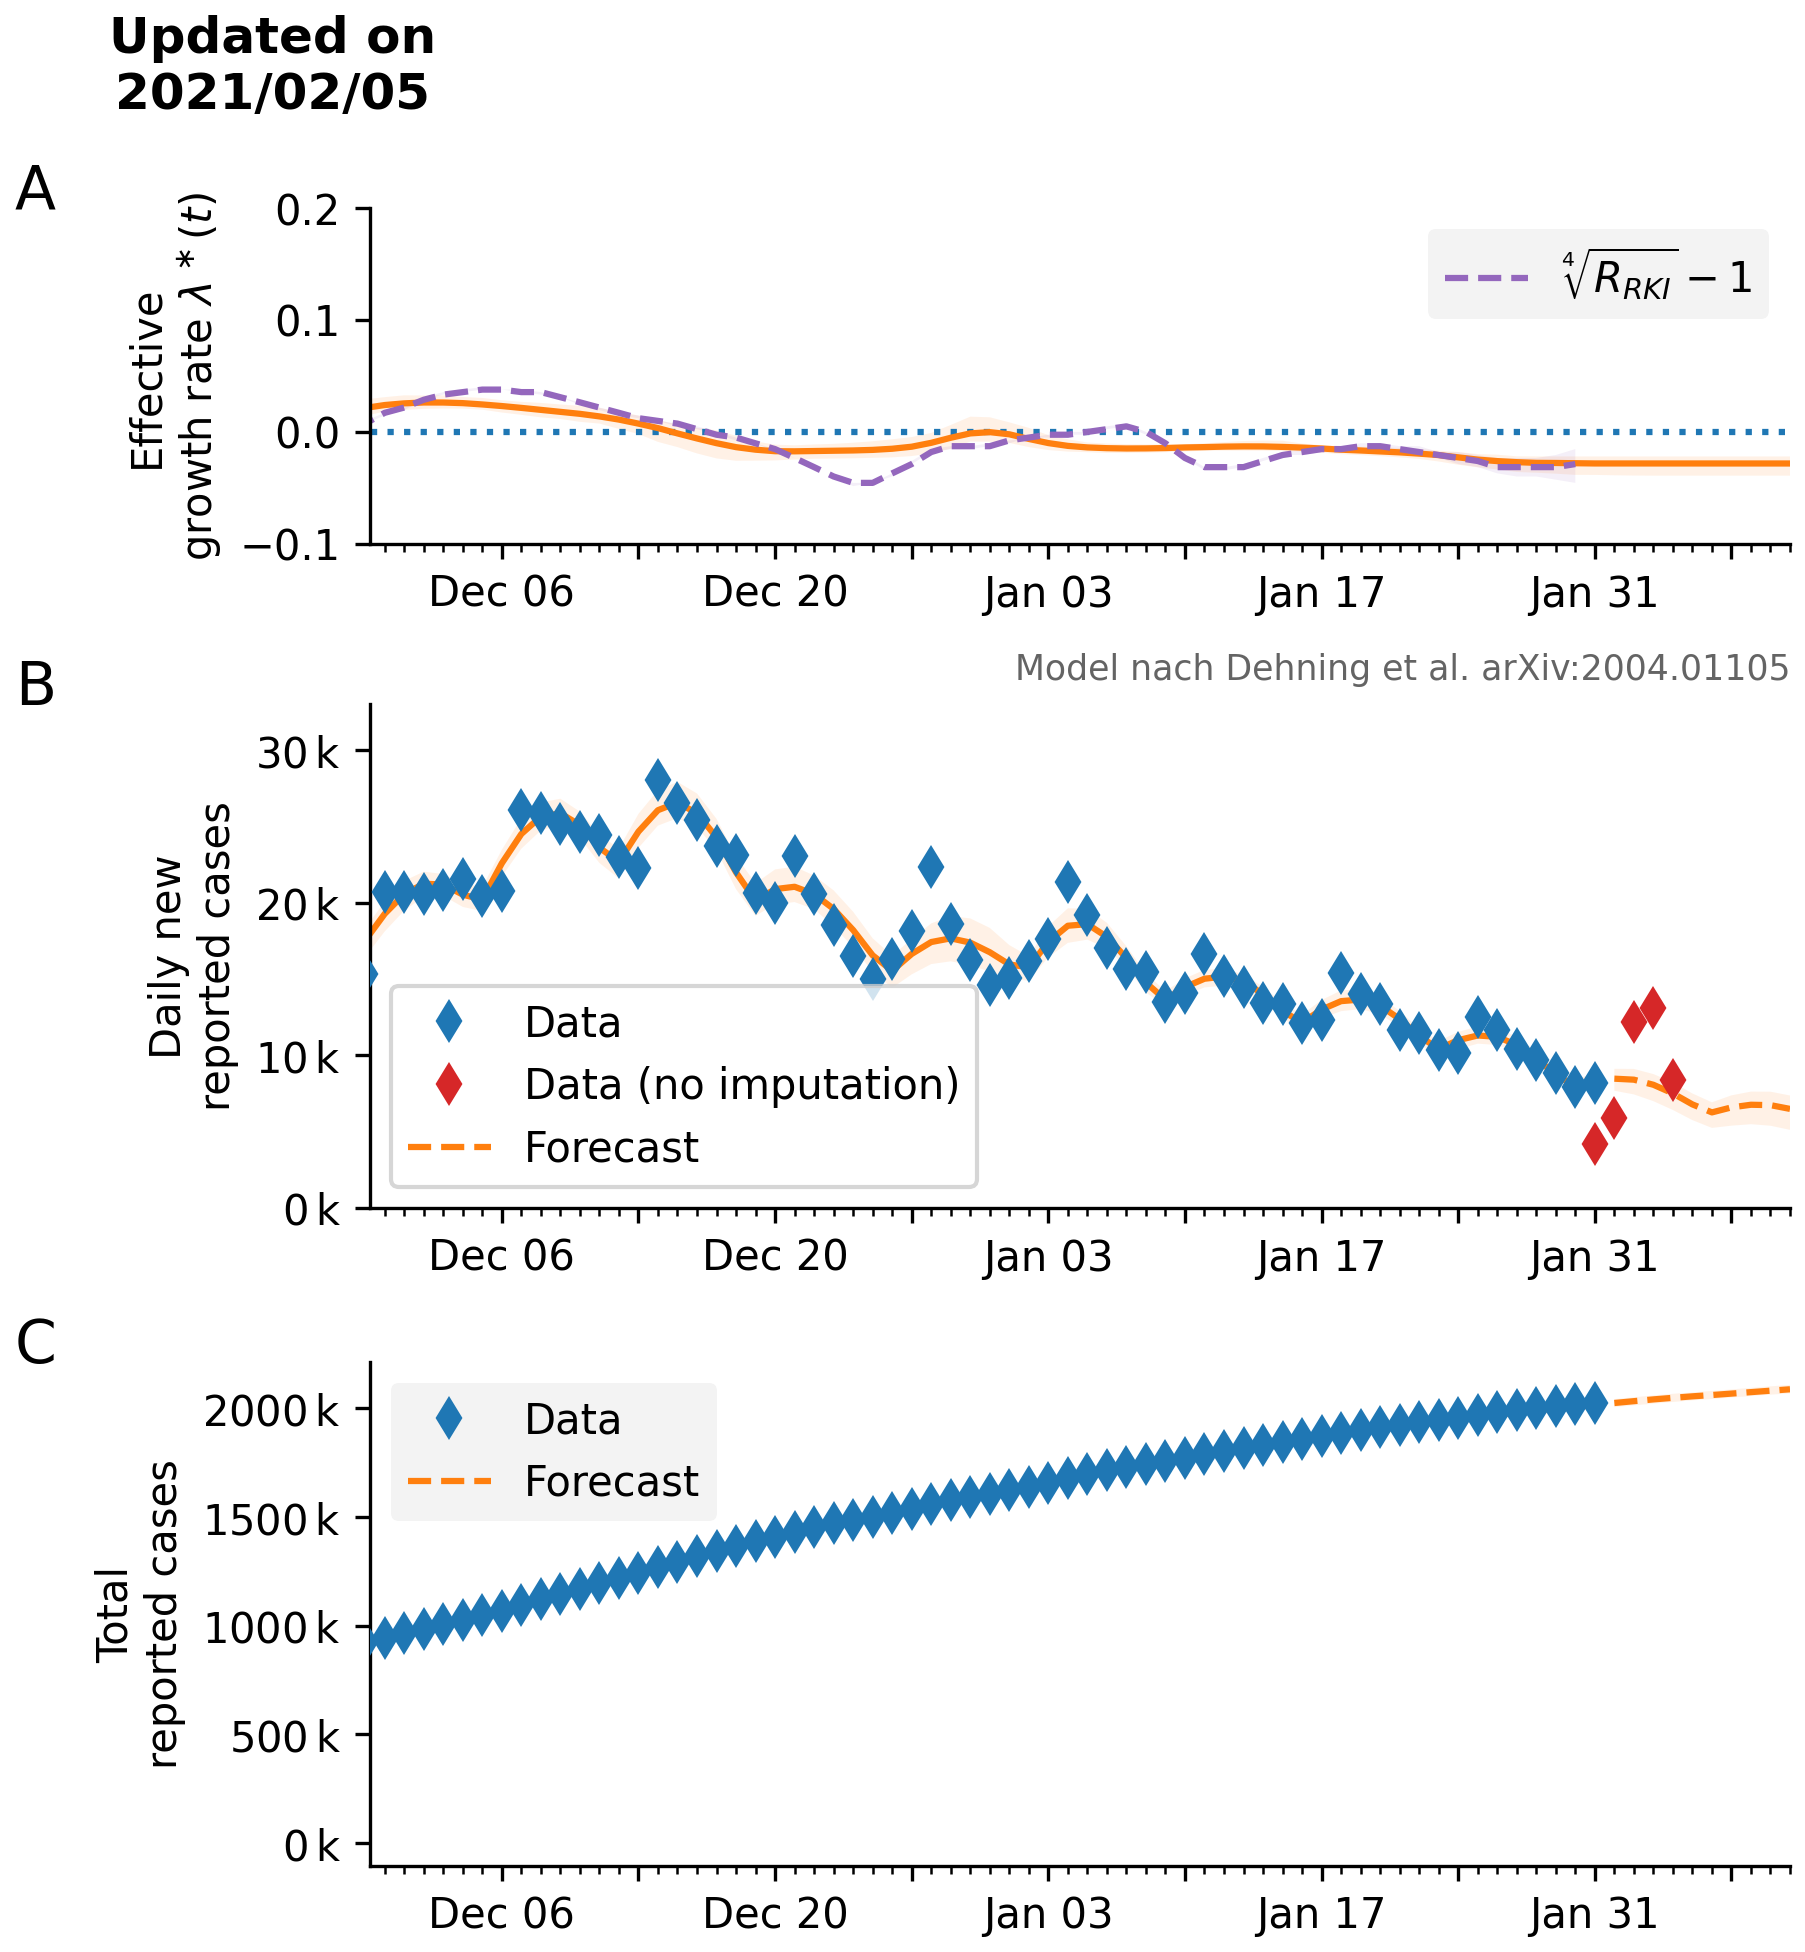 Updated on
2021/02/05
A
Effective
growth rate λ * (t)
0.2
0.1
0.0
−0.1
∜R_RKI − 1
Dec 06
Dec 20
Jan 03
Jan 17
Jan 31
Model nach Dehning et al. arXiv:2004.01105
B
Daily new
reported cases
30 k
20 k
10 k
0 k
Data
Data (no imputation)
Forecast
Dec 06
Dec 20
Jan 03
Jan 17
Jan 31
C
Total
reported cases
2000 k
1500 k
1000 k
500 k
0 k
Data
Forecast
Dec 06
Dec 20
Jan 03
Jan 17
Jan 31